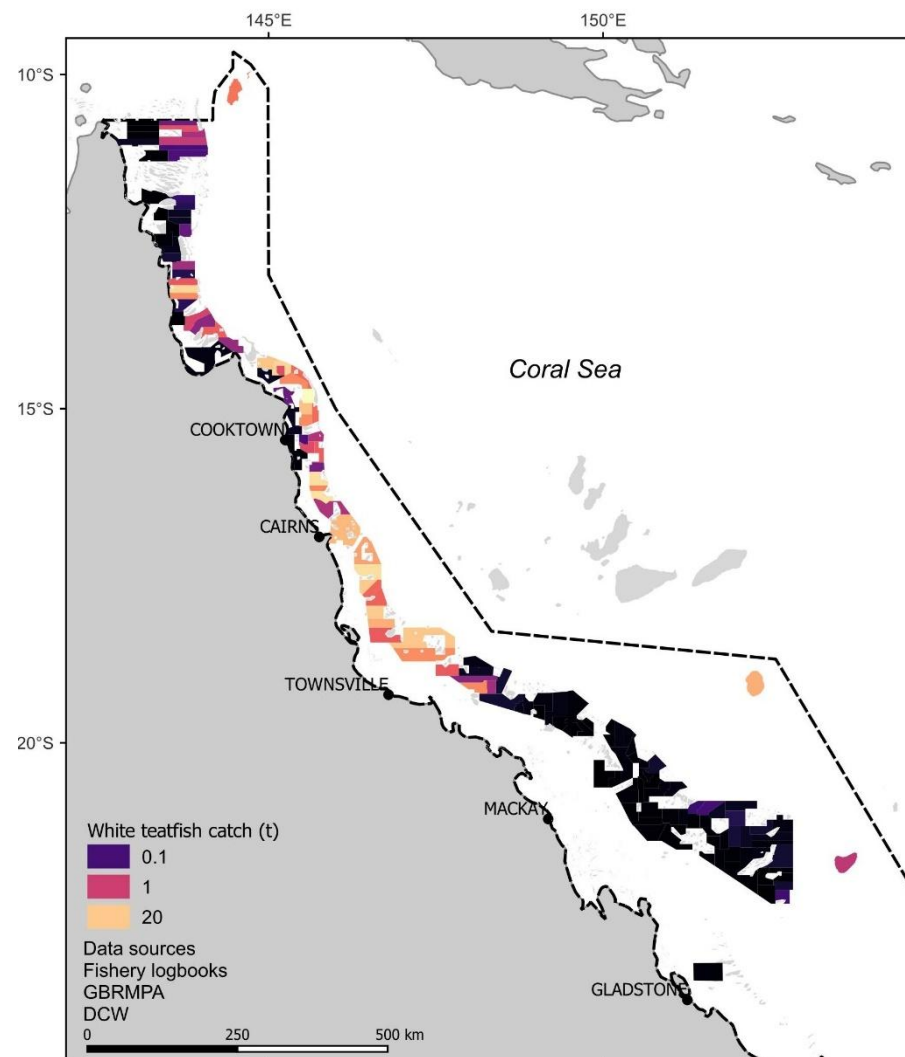 145°E
150°E
10°S
Coral Sea
15°S
COOKTOWN
CAIRNS
TOWNSVILLE
20°S
MACKAY
White teatfish catch (t)
0.1
1
20
Data sources
Fishery logbooks
GBRMPA
GLADSTONE
DCW
0
250
500 km